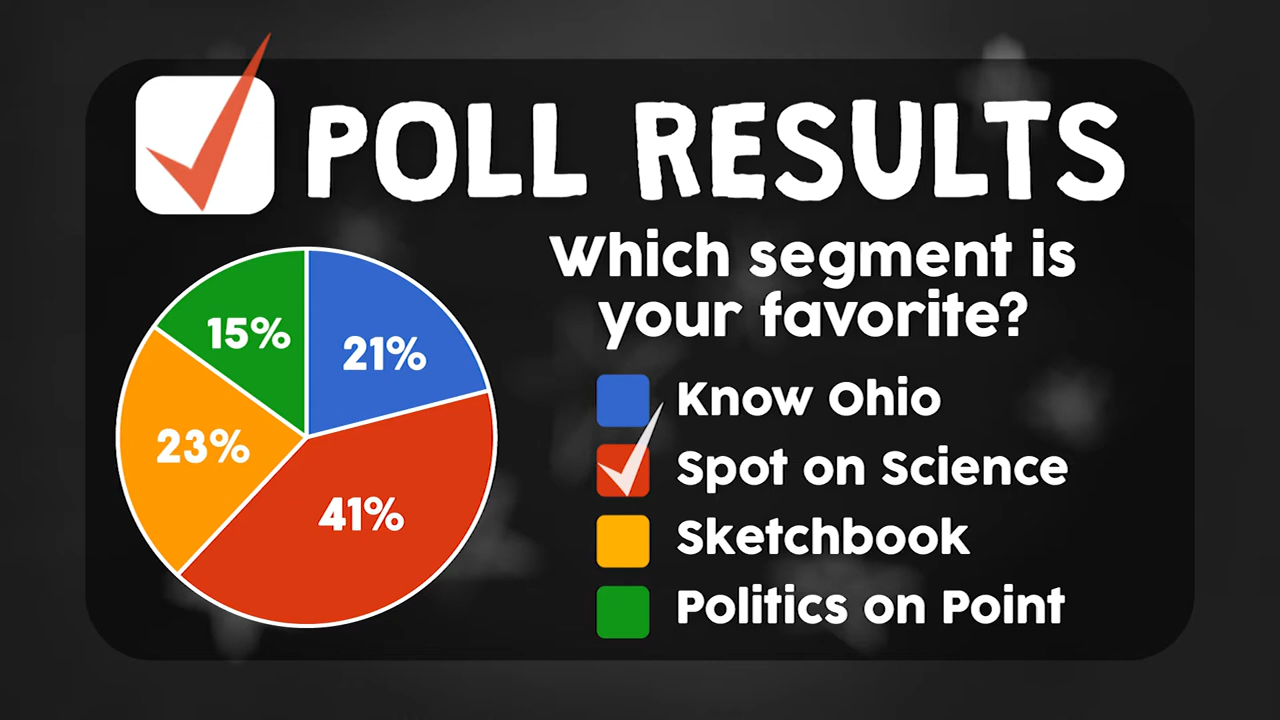 POLL RESULTS
Which segment is
your favorite?
15%
21%
23%
41%
Know Ohio
Spot on Science
Sketchbook
Politics on Point